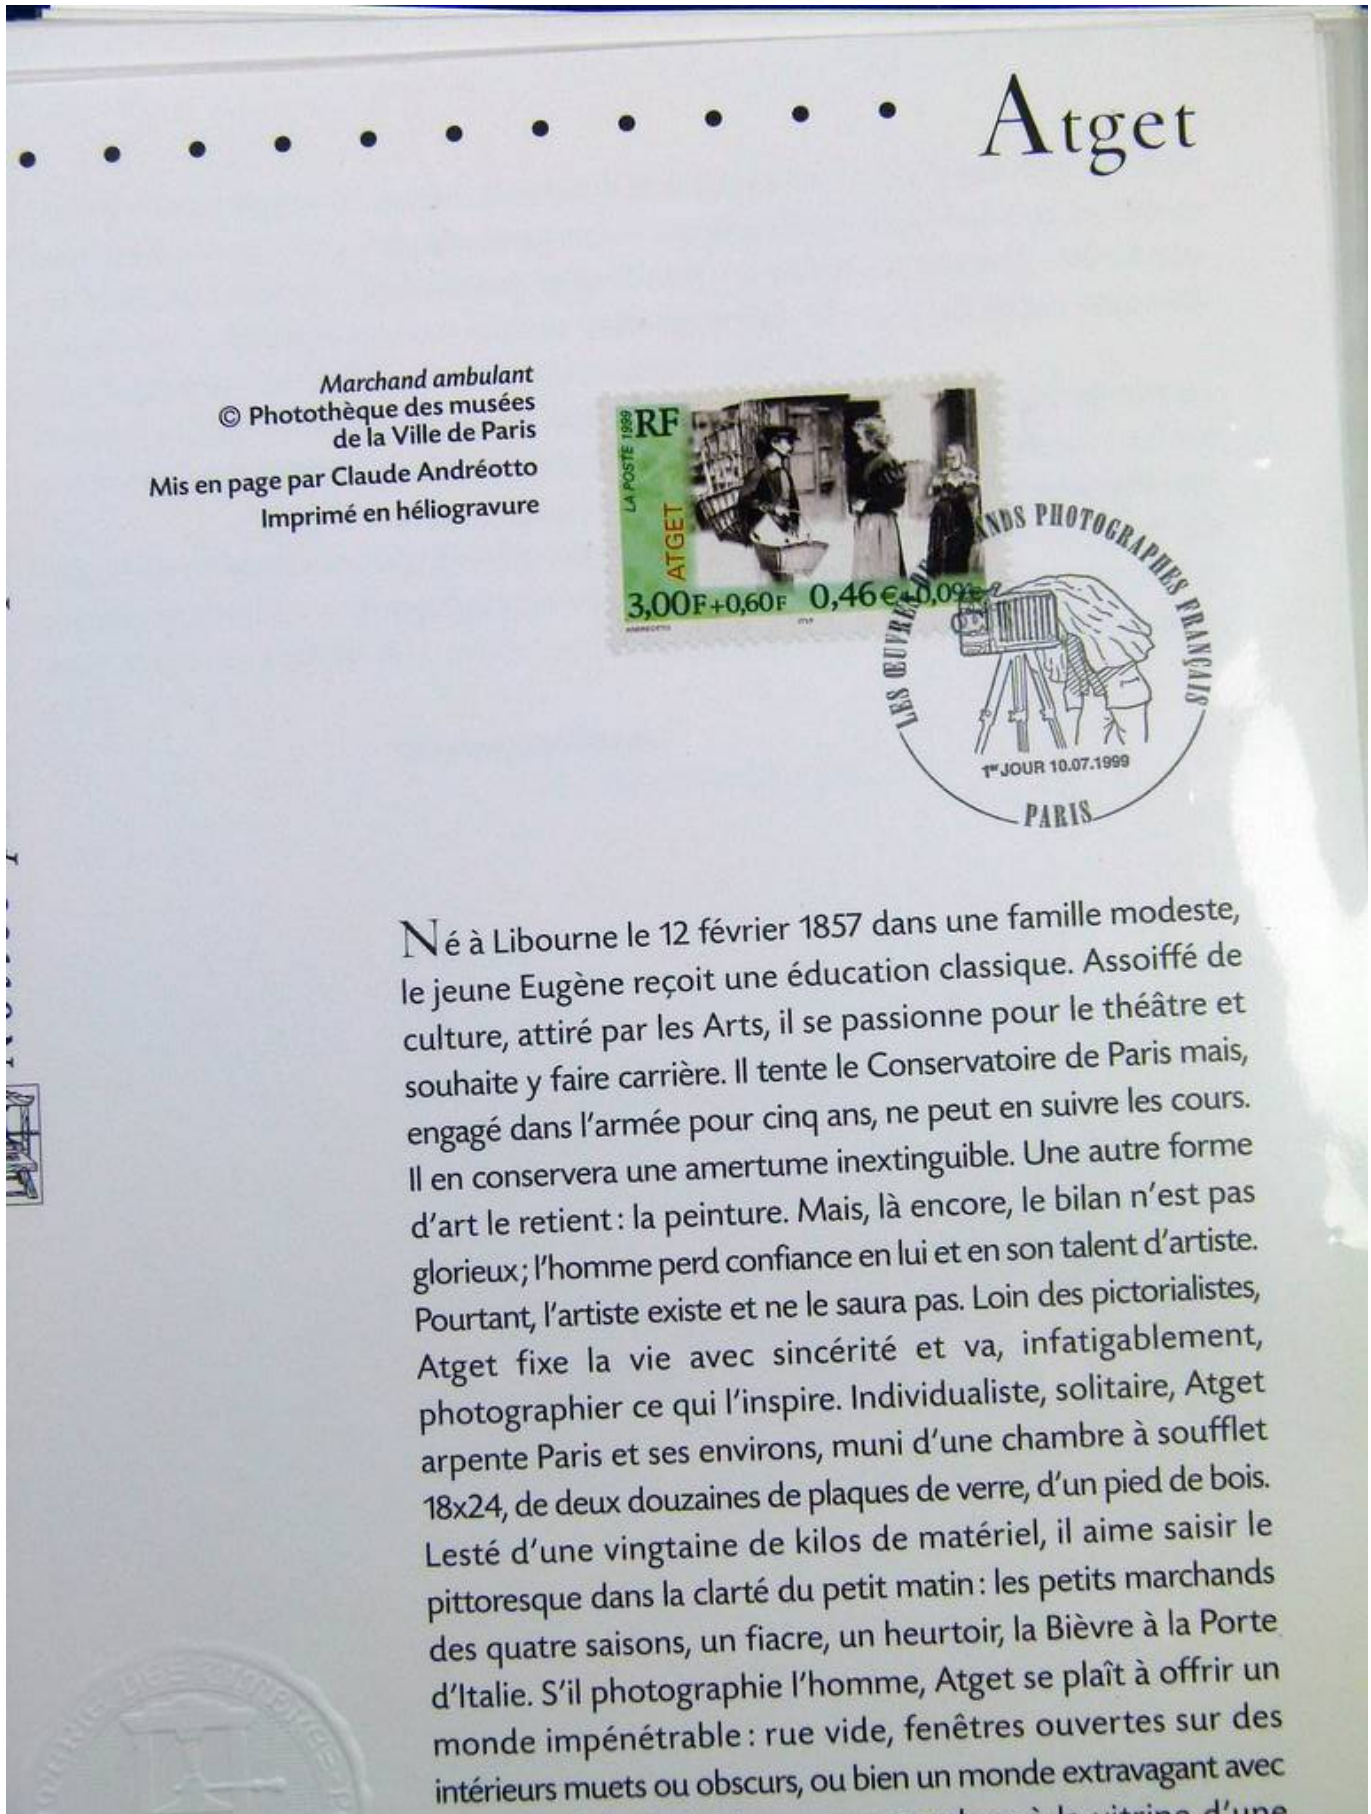 Atget
Marchand ambulant
© Photothèque des musées
de la Ville de Paris
Mis en page par Claude Andréotto
Imprimé en héliogravure
LA POSTE 1999
RF
ATGET
3,00F+0,60F 0,46€+0,09€
ANDREOTTO
ITVF
LES ŒUVRES DE GRANDS PHOTOGRAPHES FRANÇAIS
1er JOUR 10.07.1999
PARIS
Né à Libourne le 12 février 1857 dans une famille modeste,
le jeune Eugène reçoit une éducation classique. Assoiffé de
culture, attiré par les Arts, il se passionne pour le théâtre et
souhaite y faire carrière. Il tente le Conservatoire de Paris mais,
engagé dans l'armée pour cinq ans, ne peut en suivre les cours.
Il en conservera une amertume inextinguible. Une autre forme
d'art le retient : la peinture. Mais, là encore, le bilan n'est pas
glorieux ; l'homme perd confiance en lui et en son talent d'artiste.
Pourtant, l'artiste existe et ne le saura pas. Loin des pictorialistes,
Atget fixe la vie avec sincérité et va, infatigablement,
photographier ce qui l'inspire. Individualiste, solitaire, Atget
arpente Paris et ses environs, muni d'une chambre à soufflet
18x24, de deux douzaines de plaques de verre, d'un pied de bois.
Lesté d'une vingtaine de kilos de matériel, il aime saisir le
pittoresque dans la clarté du petit matin : les petits marchands
des quatre saisons, un fiacre, un heurtoir, la Bièvre à la Porte
d'Italie. S'il photographie l'homme, Atget se plaît à offrir un
monde impénétrable : rue vide, fenêtres ouvertes sur des
intérieurs muets ou obscurs, ou bien un monde extravagant avec
à la vitrine d'une